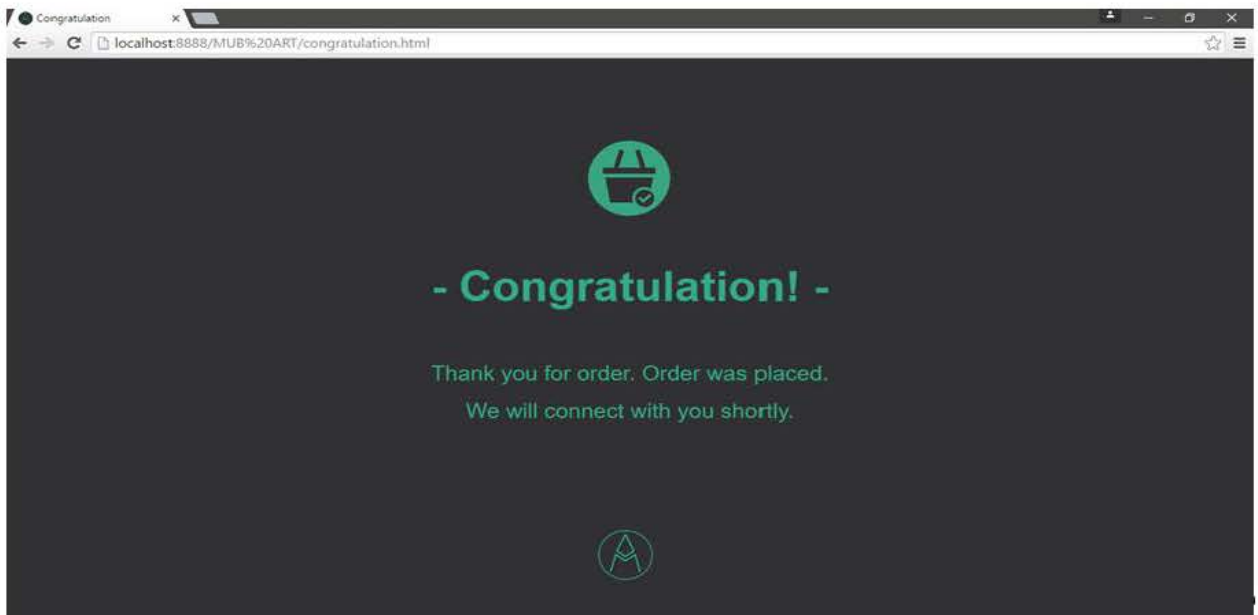 Congratulation
localhost:8888/MUB%20ART/congratulation.html
- Congratulation! -
Thank you for order. Order was placed.
We will connect with you shortly.